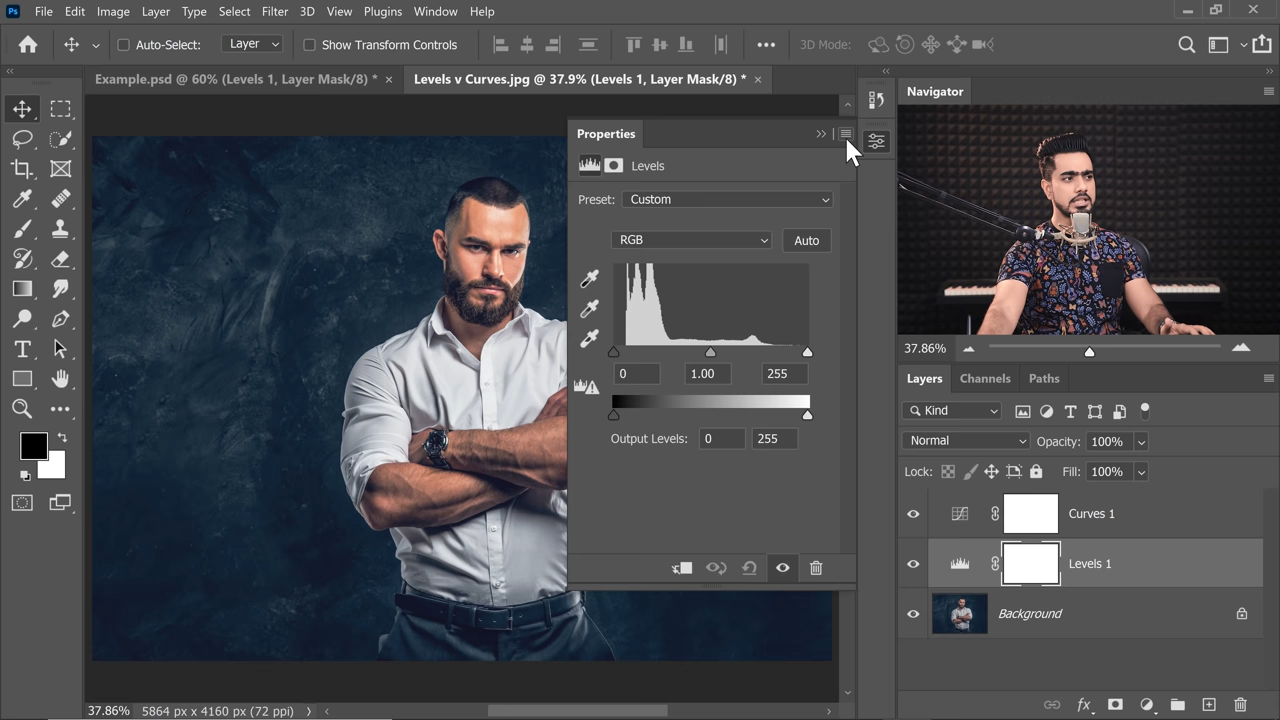 Ps File Edit Image Layer Type Select Filter 3D View Plugins Window Help
Auto-Select: Layer Show Transform Controls 3D Mode:
Example.psd @ 60% (Levels 1, Layer Mask/8) * Levels v Curves.jpg @ 37.9% (Levels 1, Layer Mask/8) *
Properties
Levels
Preset: Custom
RGB Auto
0 1.00 255
Output Levels: 0 255
37.86% 5864 px x 4160 px (72 ppi)
Navigator
37.86%
Layers Channels Paths
Kind
Normal Opacity: 100%
Lock: Fill: 100%
Curves 1
Levels 1
Background
fx